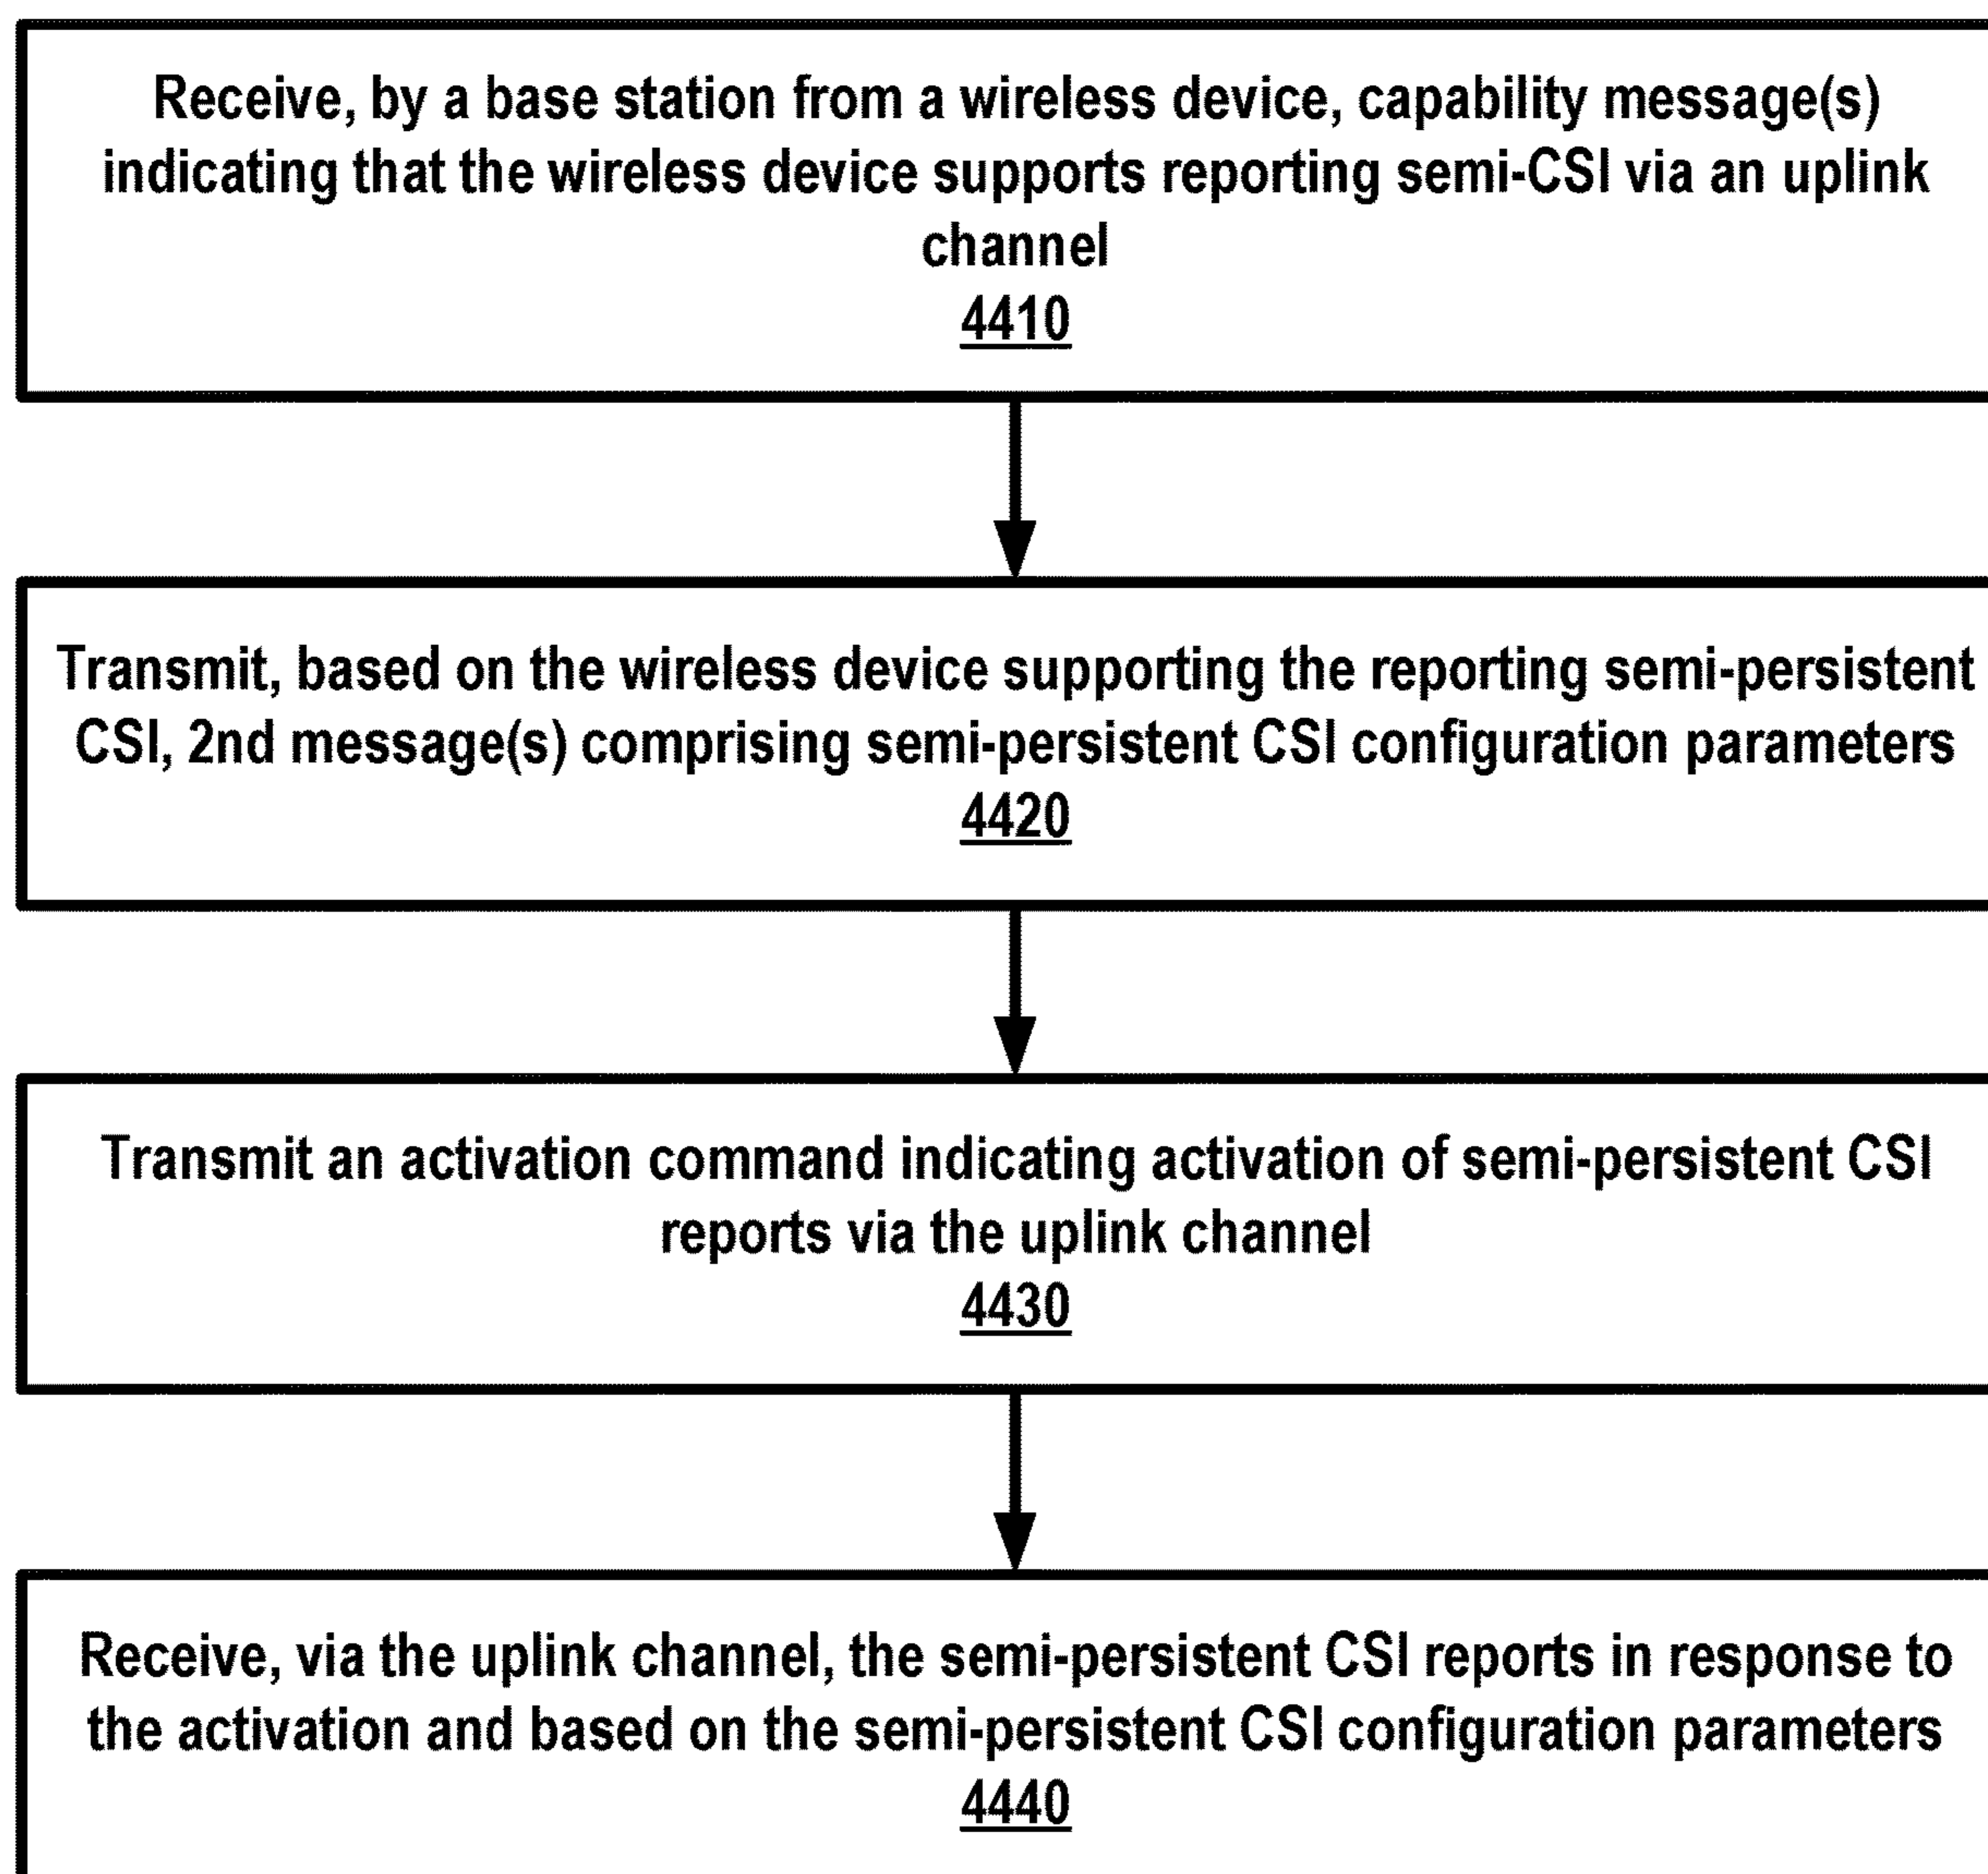 Receive, by a base station from a wireless device, capability message(s)
indicating that the wireless device supports reporting semi-CSI via an uplink
channel
4410
Transmit, based on the wireless device supporting the reporting semi-persistent
CSI, 2nd message(s) comprising semi-persistent CSI configuration parameters
4420
Transmit an activation command indicating activation of semi-persistent CSI
reports via the uplink channel
4430
Receive, via the uplink channel, the semi-persistent CSI reports in response to
the activation and based on the semi-persistent CSI configuration parameters
4440